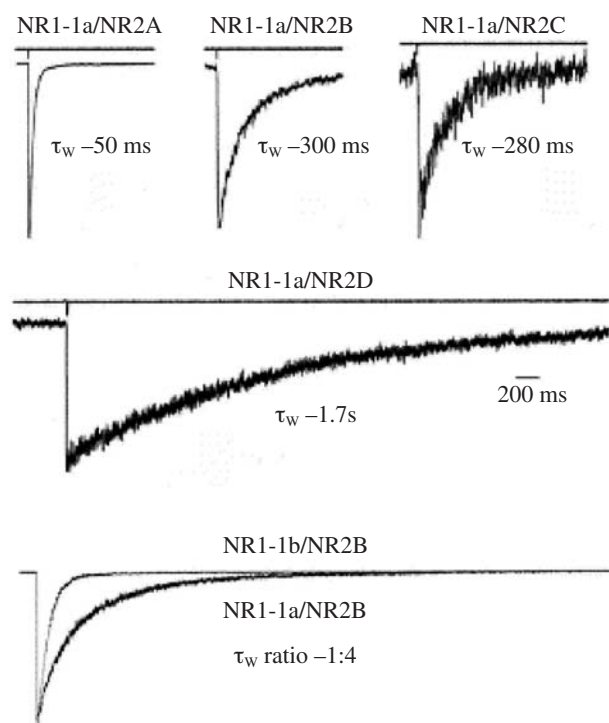 NR1-1a/NR2A NR1-1a/NR2B NR1-1a/NR2C
τw –50 ms τw –300 ms τw –280 ms
NR1-1a/NR2D
200 ms
τw –1.7s
NR1-1b/NR2B
NR1-1a/NR2B
τw ratio –1:4